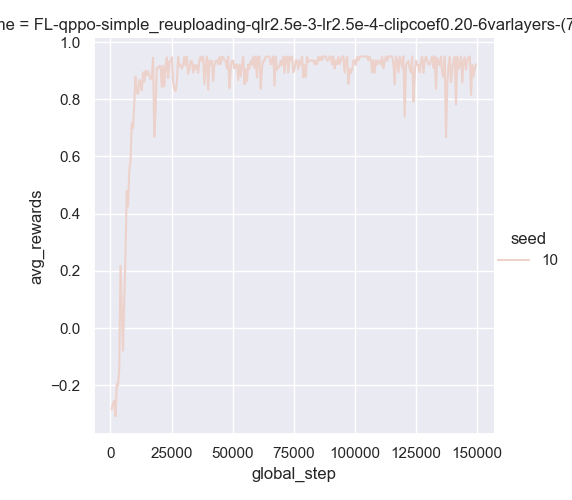 me = FL-qppo-simple_reuploading-qlr2.5e-3-lr2.5e-4-clipcoef0.20-6varlayers-(7
1.0
0.8
0.6
0.4
0.2
0.0
−0.2
avg_rewards
0 25000 50000 75000 100000 125000 150000
global_step
seed
10